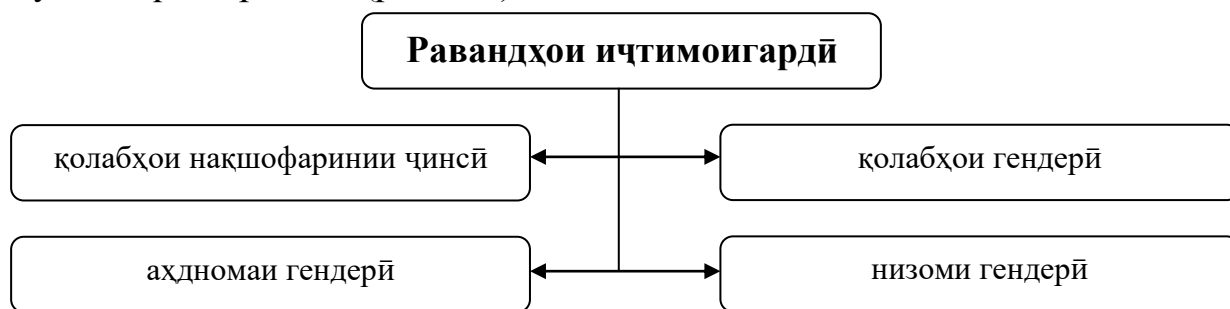 Равандҳои иҷтимоигардӣ
қолабҳои нақшофаринии ҷинсӣ
қолабҳои гендерӣ
аҳдномаи гендерӣ
низоми гендерӣ